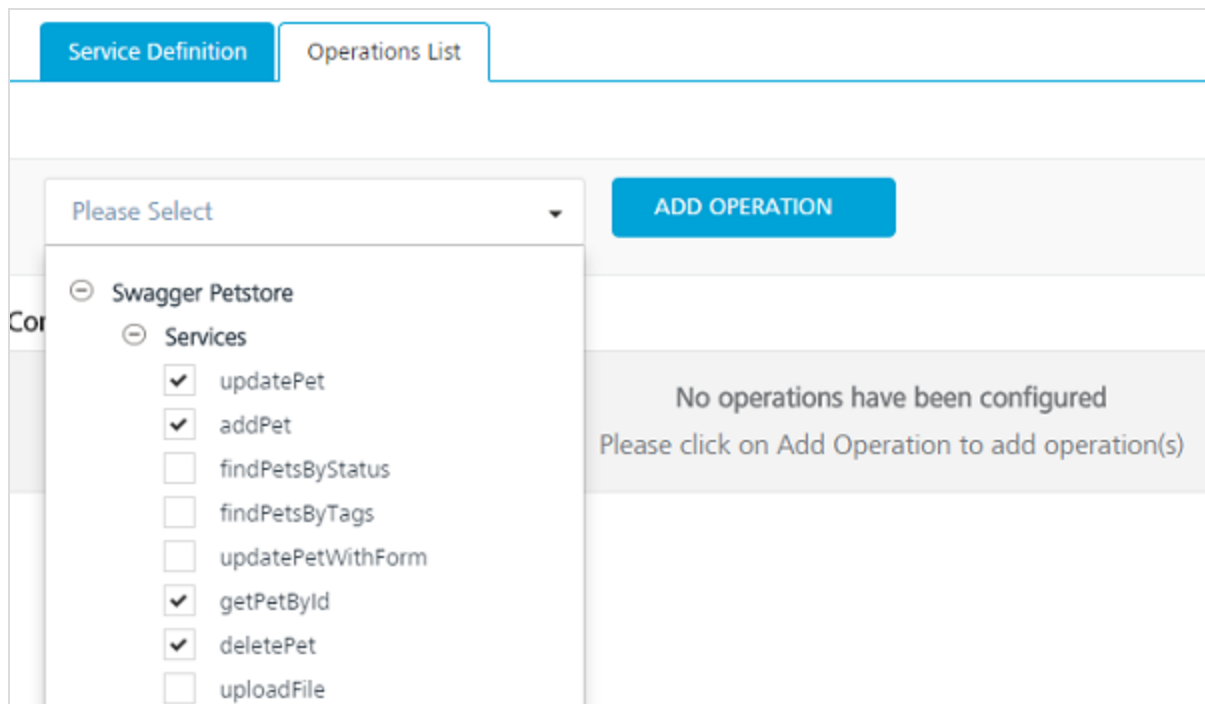 Service Definition
Operations List
Please Select
ADD OPERATION
Swagger Petstore
Services
updatePet
addPet
findPetsByStatus
findPetsByTags
updatePetWithForm
getPetById
deletePet
uploadFile
No operations have been configured
Please click on Add Operation to add operation(s)